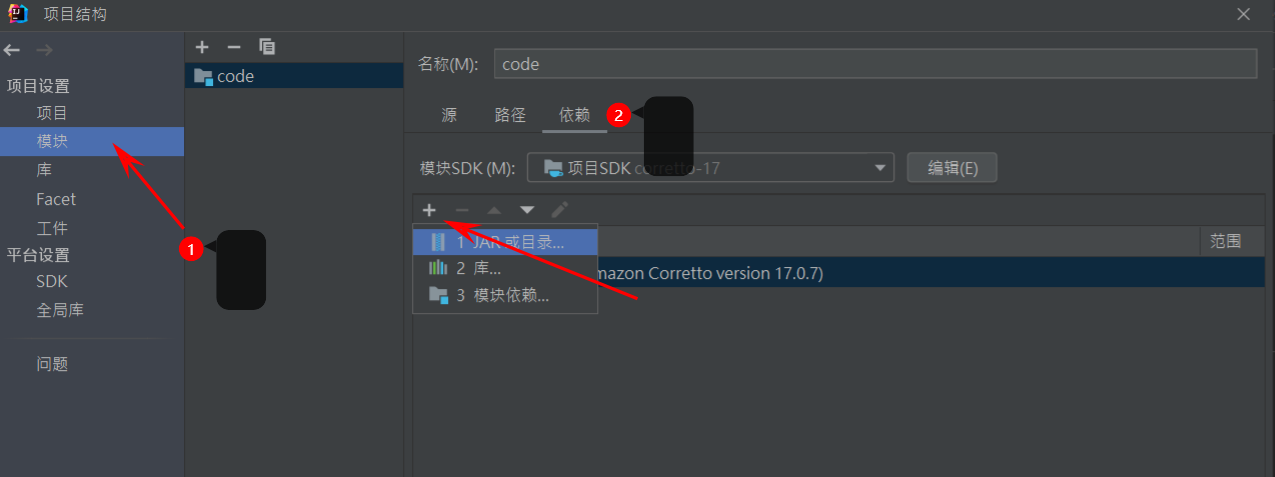 项目结构
项目设置
项目
模块
库
Facet
工件
平台设置
SDK
全局库
问题
code
名称(M): code
源 路径 依赖 2
模块SDK (M): 项目SDK corretto-17 编辑(E)
1 JAR 或目录...
2 库...
3 模块依赖...
范围
mazon Corretto version 17.0.7)
1